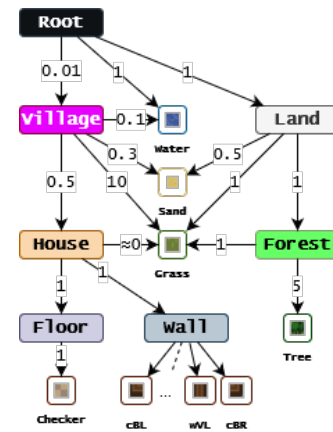 Root
0.01
1
1
Village
0.1
Water
Land
0.3
10
0.5
1
Sand
0.5
1
House
≈0
Grass
1
Forest
1
1
5
Floor
Wall
Tree
1
Checker
cBL
...
wVL
cBR